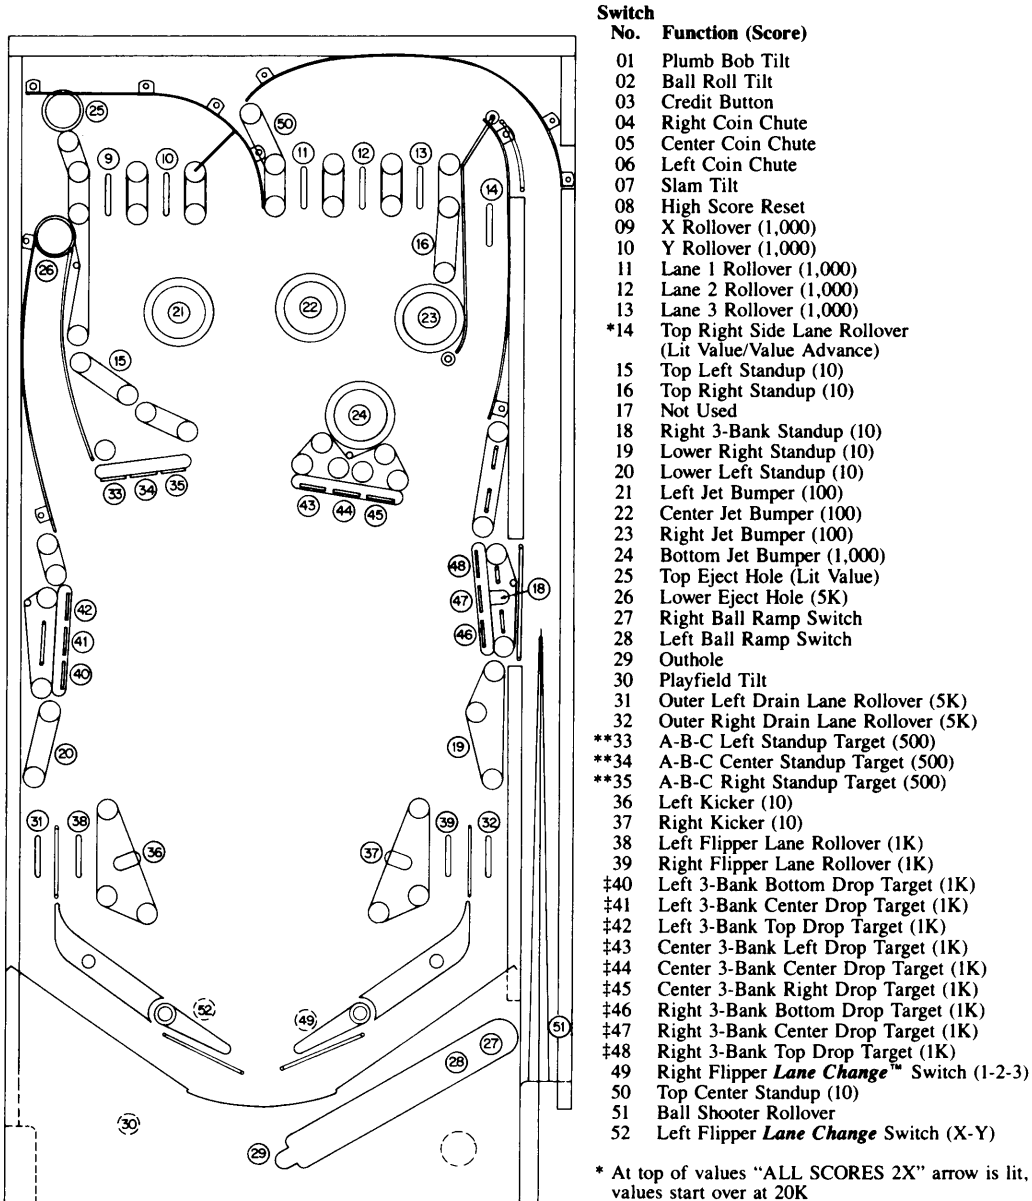 Switch
No. Function (Score)
01 Plumb Bob Tilt
02 Ball Roll Tilt
03 Credit Button
04 Right Coin Chute
05 Center Coin Chute
06 Left Coin Chute
07 Slam Tilt
08 High Score Reset
09 X Rollover (1,000)
10 Y Rollover (1,000)
11 Lane 1 Rollover (1,000)
12 Lane 2 Rollover (1,000)
13 Lane 3 Rollover (1,000)
*14 Top Right Side Lane Rollover
(Lit Value/Value Advance)
15 Top Left Standup (10)
16 Top Right Standup (10)
17 Not Used
18 Right 3-Bank Standup (10)
19 Lower Right Standup (10)
20 Lower Left Standup (10)
21 Left Jet Bumper (100)
22 Center Jet Bumper (100)
23 Right Jet Bumper (100)
24 Bottom Jet Bumper (1,000)
25 Top Eject Hole (Lit Value)
26 Lower Eject Hole (5K)
27 Right Ball Ramp Switch
28 Left Ball Ramp Switch
29 Outhole
30 Playfield Tilt
31 Outer Left Drain Lane Rollover (5K)
32 Outer Right Drain Lane Rollover (5K)
**33 A-B-C Left Standup Target (500)
**34 A-B-C Center Standup Target (500)
**35 A-B-C Right Standup Target (500)
36 Left Kicker (10)
37 Right Kicker (10)
38 Left Flipper Lane Rollover (1K)
39 Right Flipper Lane Rollover (1K)
‡40 Left 3-Bank Bottom Drop Target (1K)
‡41 Left 3-Bank Center Drop Target (1K)
‡42 Left 3-Bank Top Drop Target (1K)
‡43 Center 3-Bank Left Drop Target (1K)
‡44 Center 3-Bank Center Drop Target (1K)
‡45 Center 3-Bank Right Drop Target (1K)
‡46 Right 3-Bank Bottom Drop Target (1K)
‡47 Right 3-Bank Center Drop Target (1K)
‡48 Right 3-Bank Top Drop Target (1K)
49 Right Flipper Lane Change™ Switch (1-2-3)
50 Top Center Standup (10)
51 Ball Shooter Rollover
52 Left Flipper Lane Change Switch (X-Y)
* At top of values “ALL SCORES 2X” arrow is lit,
values start over at 20K
25
50
9 10 11 12 13
14
16
26
21 22 23
15
24
33 34 35
43 44 45
48
47 18
46
42
41
40
20 19
31 38 39 32
36 37
52 49
51
27
28
30
29